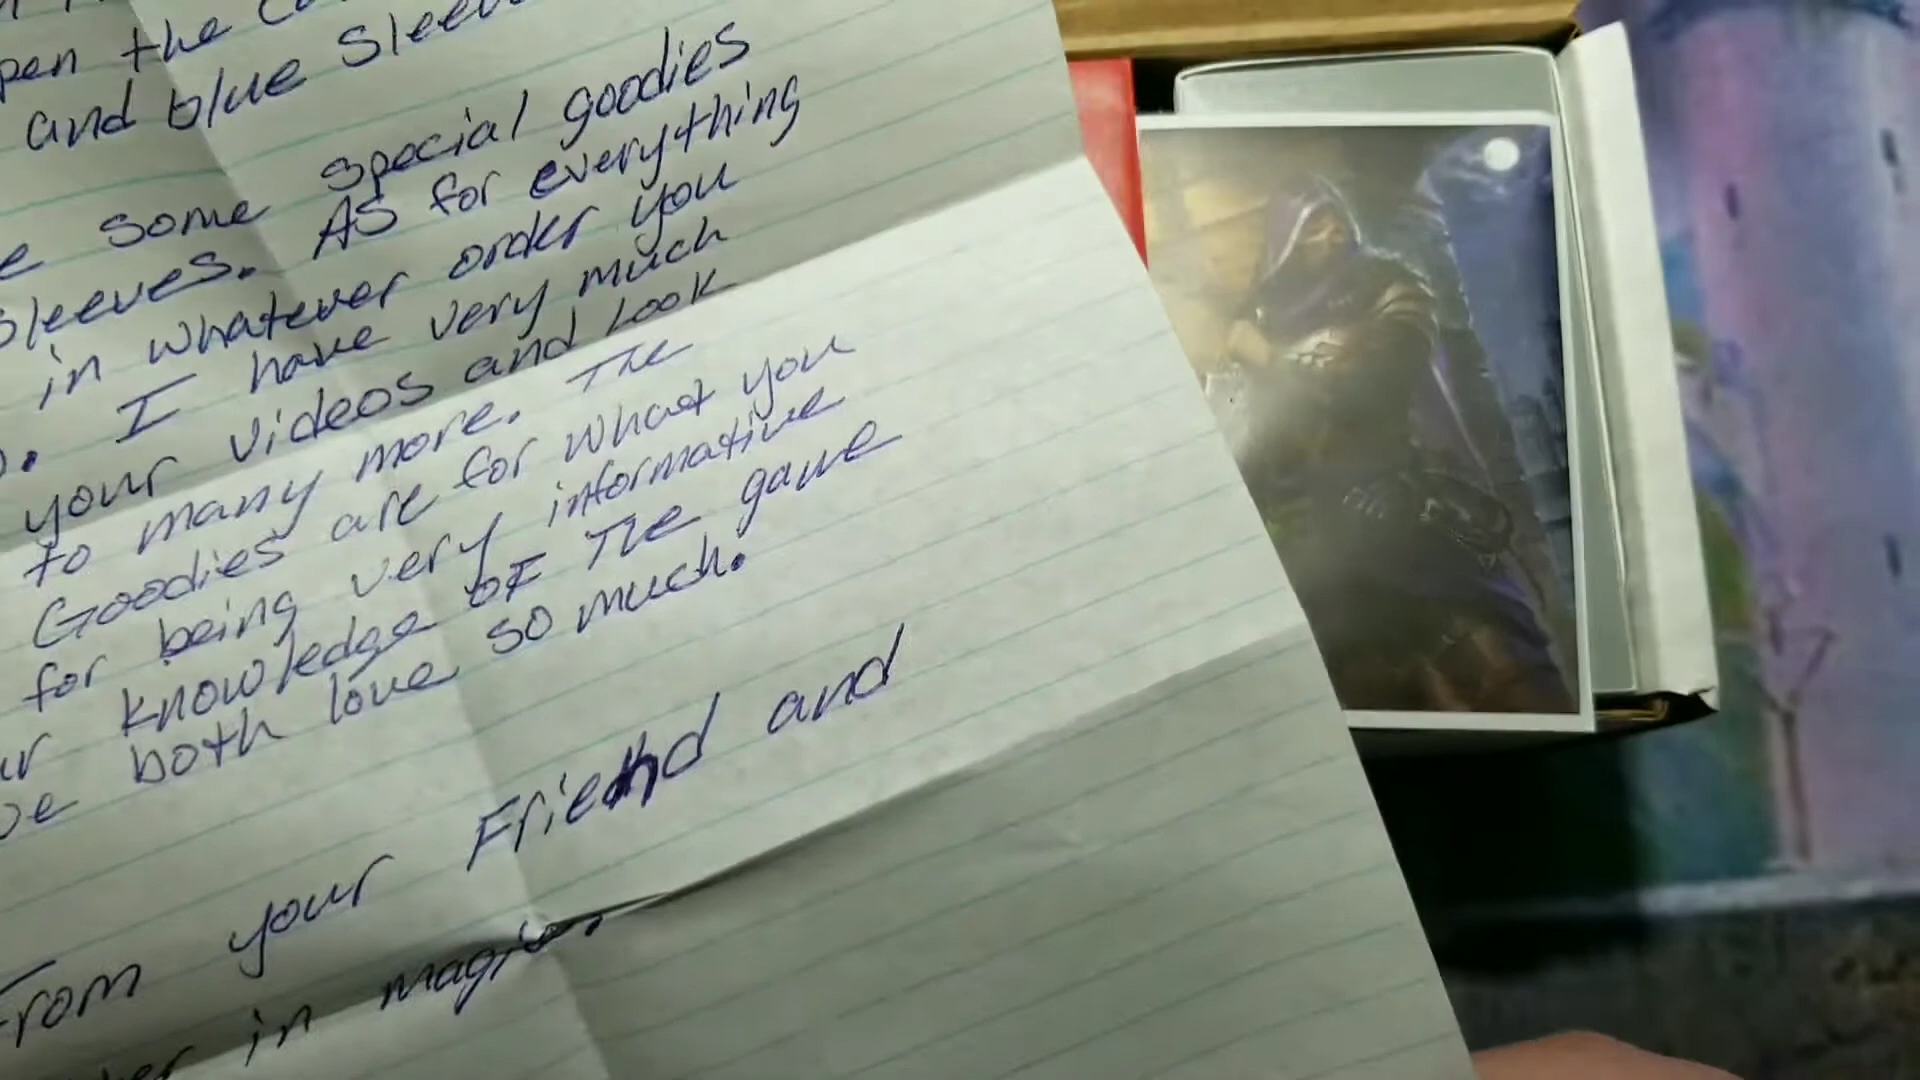 pen the
and blue Sleeve
some special goodies
Sleeves. AS for everything
in whatever order you
. I have very much
your videos and Look
to many more. The
Goodies are for what you
for being very informative
knowledge OF The game
both love so much.
From your Friend and
in magic.